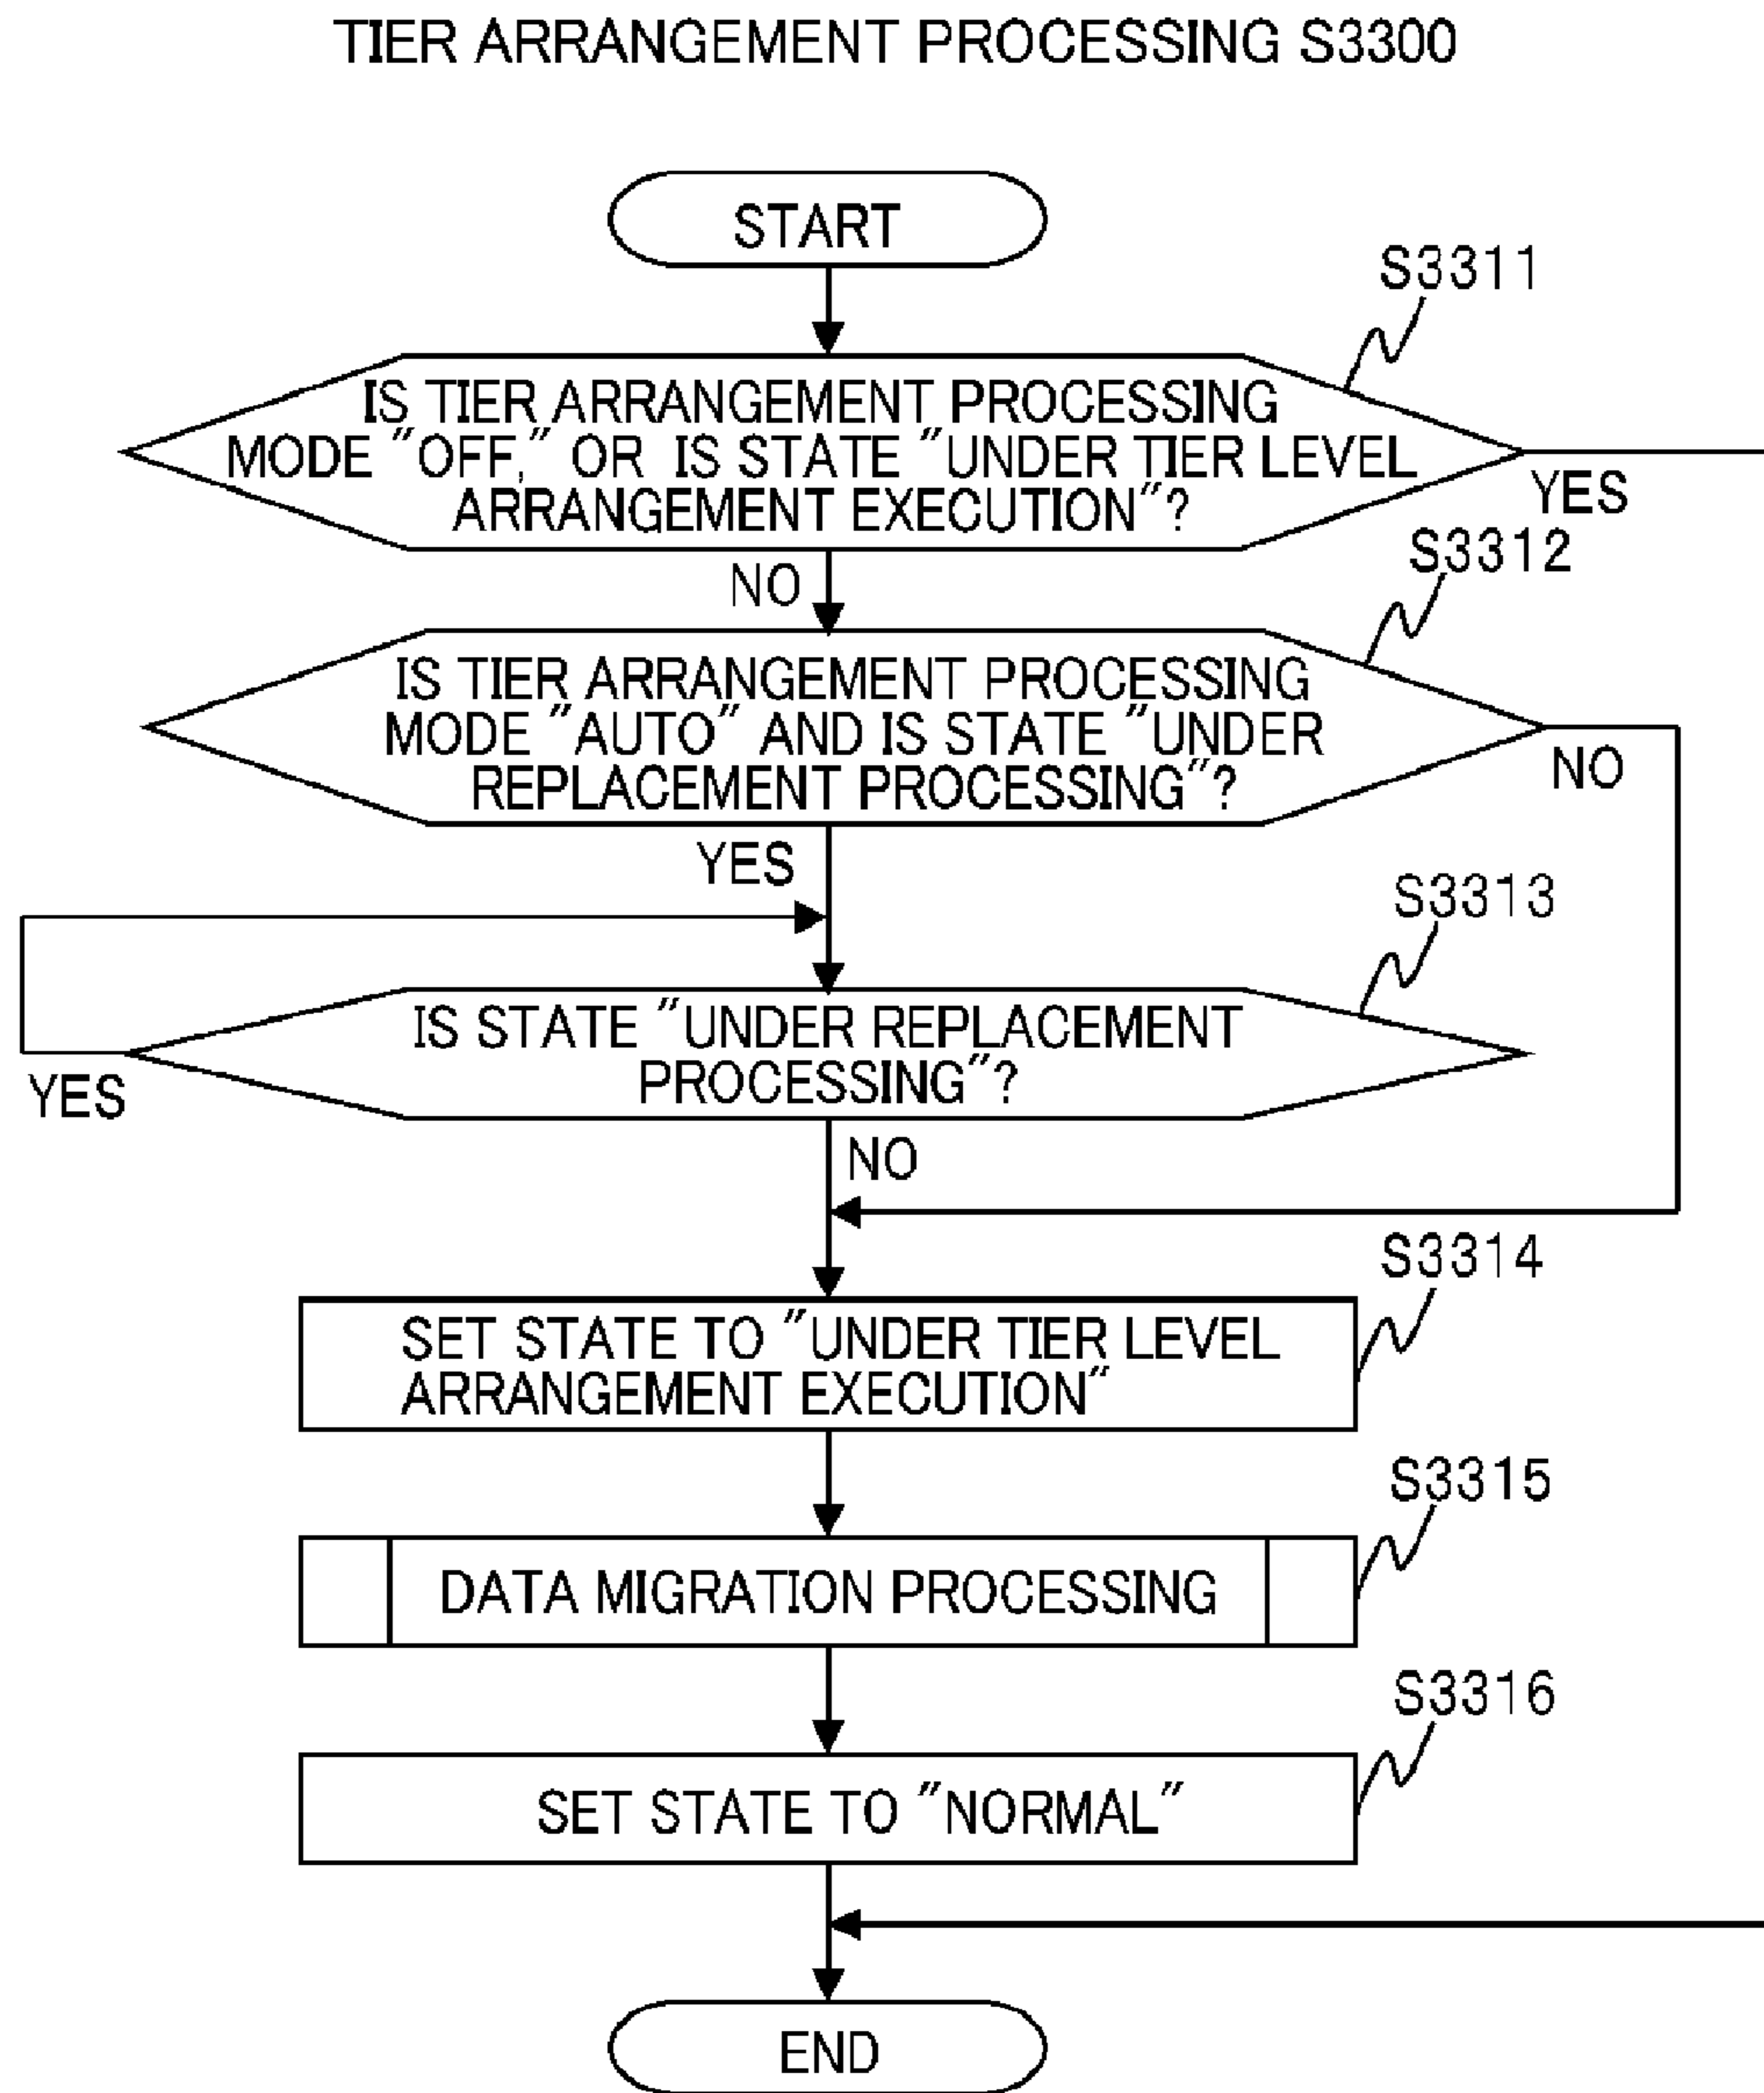 TIER ARRANGEMENT PROCESSING S3300
START
S3311
IS TIER ARRANGEMENT PROCESSING
MODE "OFF," OR IS STATE "UNDER TIER LEVEL
ARRANGEMENT EXECUTION"?
YES
NO
S3312
IS TIER ARRANGEMENT PROCESSING
MODE "AUTO" AND IS STATE "UNDER
REPLACEMENT PROCESSING"?
NO
YES
S3313
IS STATE "UNDER REPLACEMENT
PROCESSING"?
YES
NO
S3314
SET STATE TO "UNDER TIER LEVEL
ARRANGEMENT EXECUTION"
S3315
DATA MIGRATION PROCESSING
S3316
SET STATE TO "NORMAL"
END